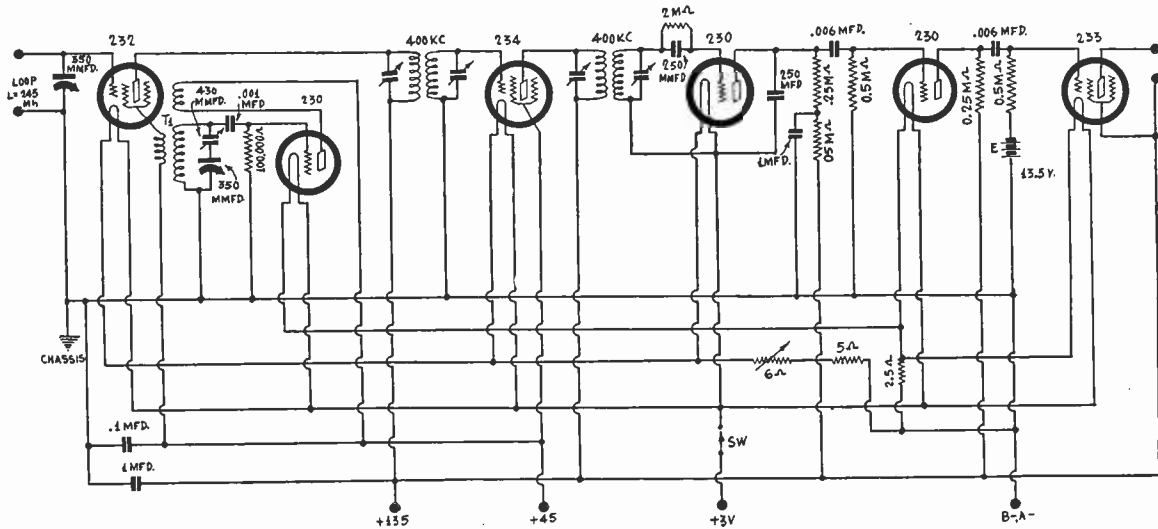 232
350
MMFD.
LOOP
L=245
Mh
T1
430
MMFD.
.001
MFD
230
100,000Ω
350
MMFD.
400KC
234
400KC
2MΩ
250
MMFD
230
250
MFD
.25MΩ
.05MΩ
1MFD.
.006 MFD.
0.5MΩ
230
0.25MΩ
.006 MFD.
0.5MΩ
E
13.5V.
233
CHASSIS
6Ω
5Ω
2.5Ω
.1 MFD.
1 MFD.
SW
+135
+45
+3V
B-,A-